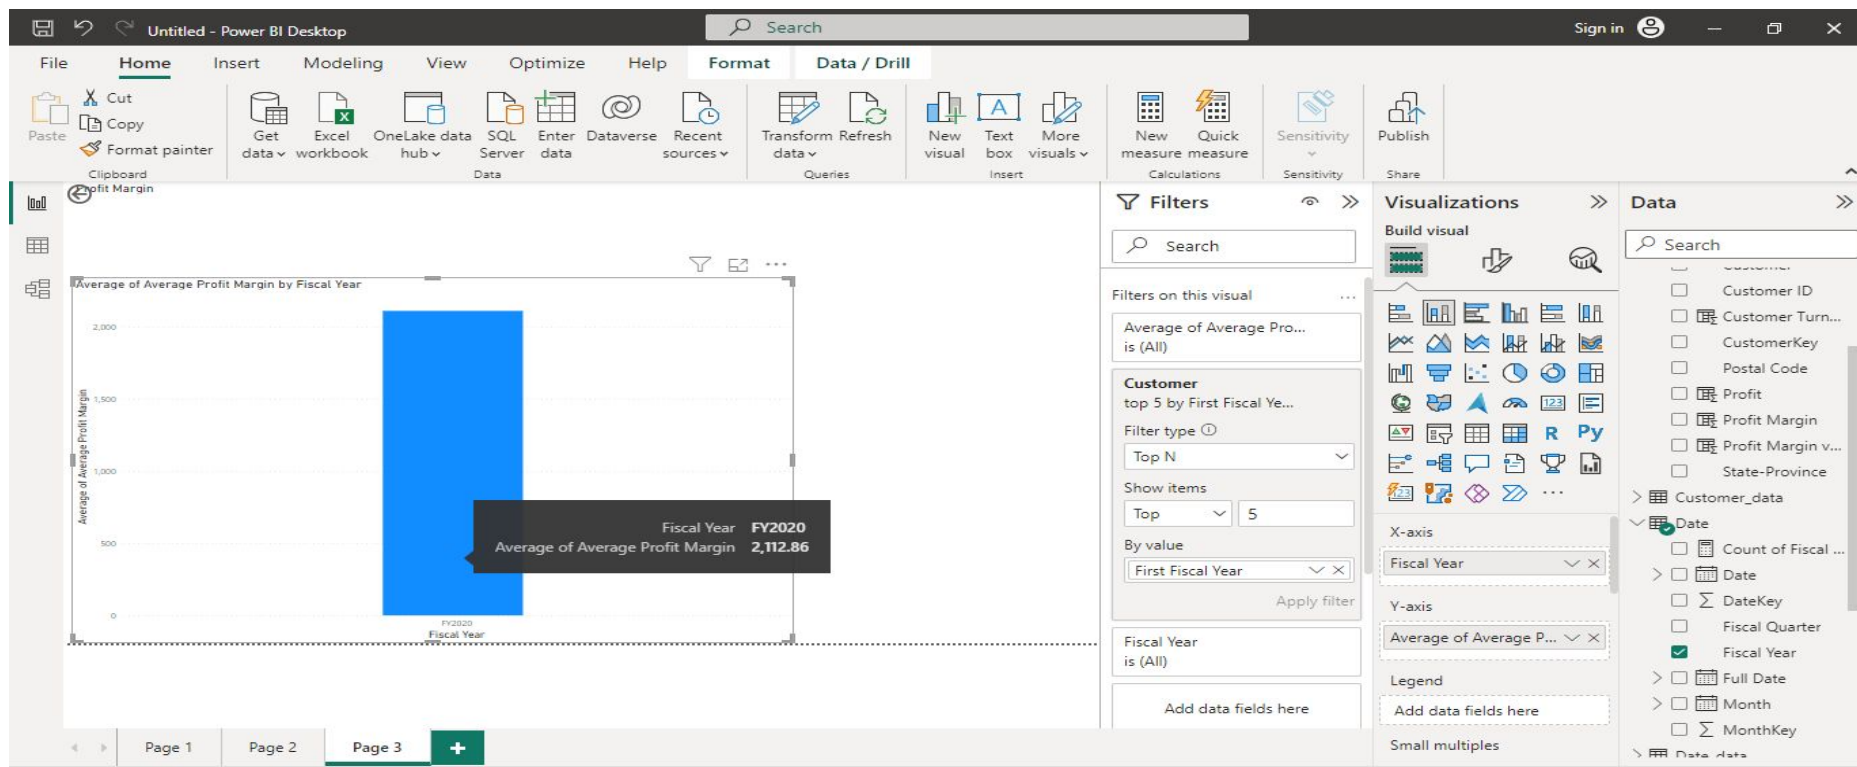 Untitled - Power BI Desktop
Search
Sign in
File Home Insert Modeling View Optimize Help Format Data / Drill
Paste
Cut
Copy
Format painter
Clipboard
Get data
Excel workbook
OneLake data hub
SQL Server
Enter data
Dataverse
Recent sources
Data
Transform data
Refresh
Queries
New visual
Text box
More visuals
Insert
New measure
Quick measure
Calculations
Sensitivity
Sensitivity
Publish
Share
Profit Margin
Average of Average Profit Margin by Fiscal Year
Average of Average Profit Margin
2,000
1,500
1,000
500
0
FY2020
Fiscal Year
Fiscal Year FY2020
Average of Average Profit Margin 2,112.86
Filters
Search
Filters on this visual
Average of Average Pro...
is (All)
Customer
top 5 by First Fiscal Ye...
Filter type
Top N
Show items
Top 5
By value
First Fiscal Year
Apply filter
Fiscal Year
is (All)
Add data fields here
Visualizations
Build visual
123
R Py
123
X-axis
Fiscal Year
Y-axis
Average of Average P...
Legend
Add data fields here
Small multiples
Data
Search
Customer
Customer ID
Customer Turn...
CustomerKey
Postal Code
Profit
Profit Margin
Profit Margin v...
State-Province
Customer_data
Date
Count of Fiscal ...
Date
DateKey
Fiscal Quarter
Fiscal Year
Full Date
Month
MonthKey
Date_data
Page 1 Page 2 Page 3